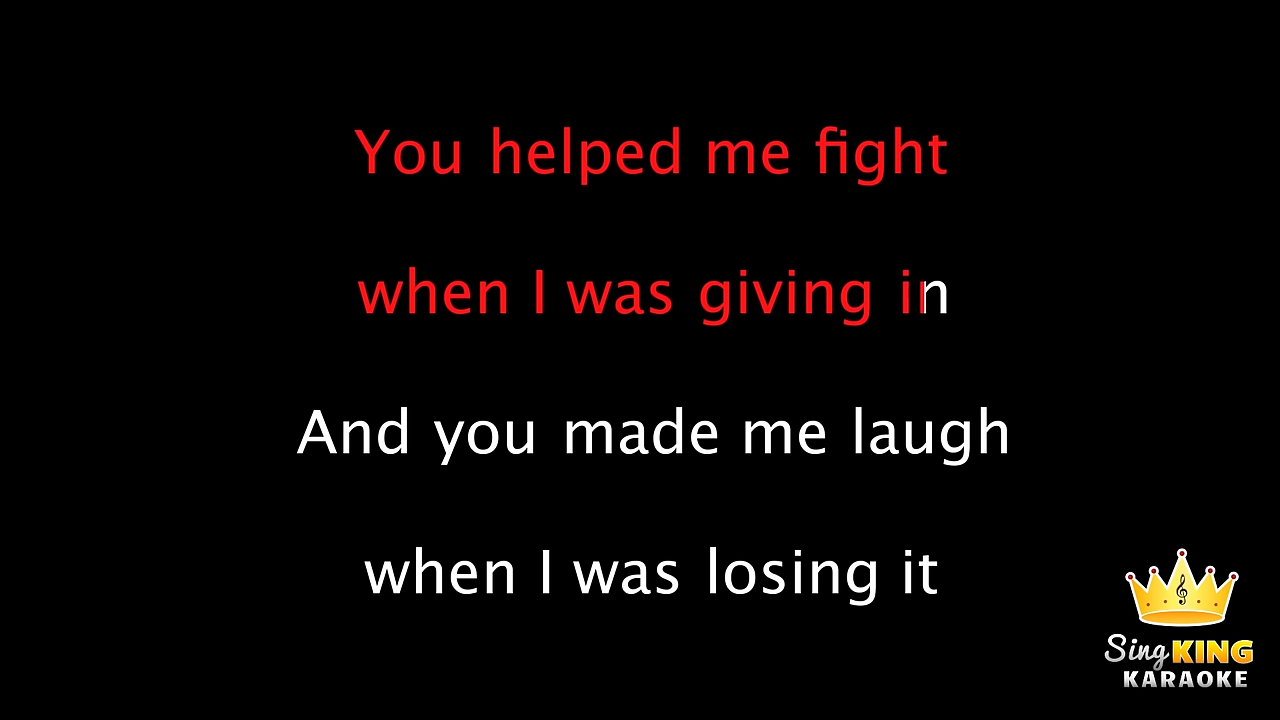 You helped me fight
when I was giving in
And you made me laugh
when I was losing it
Sing KING
KARAOKE